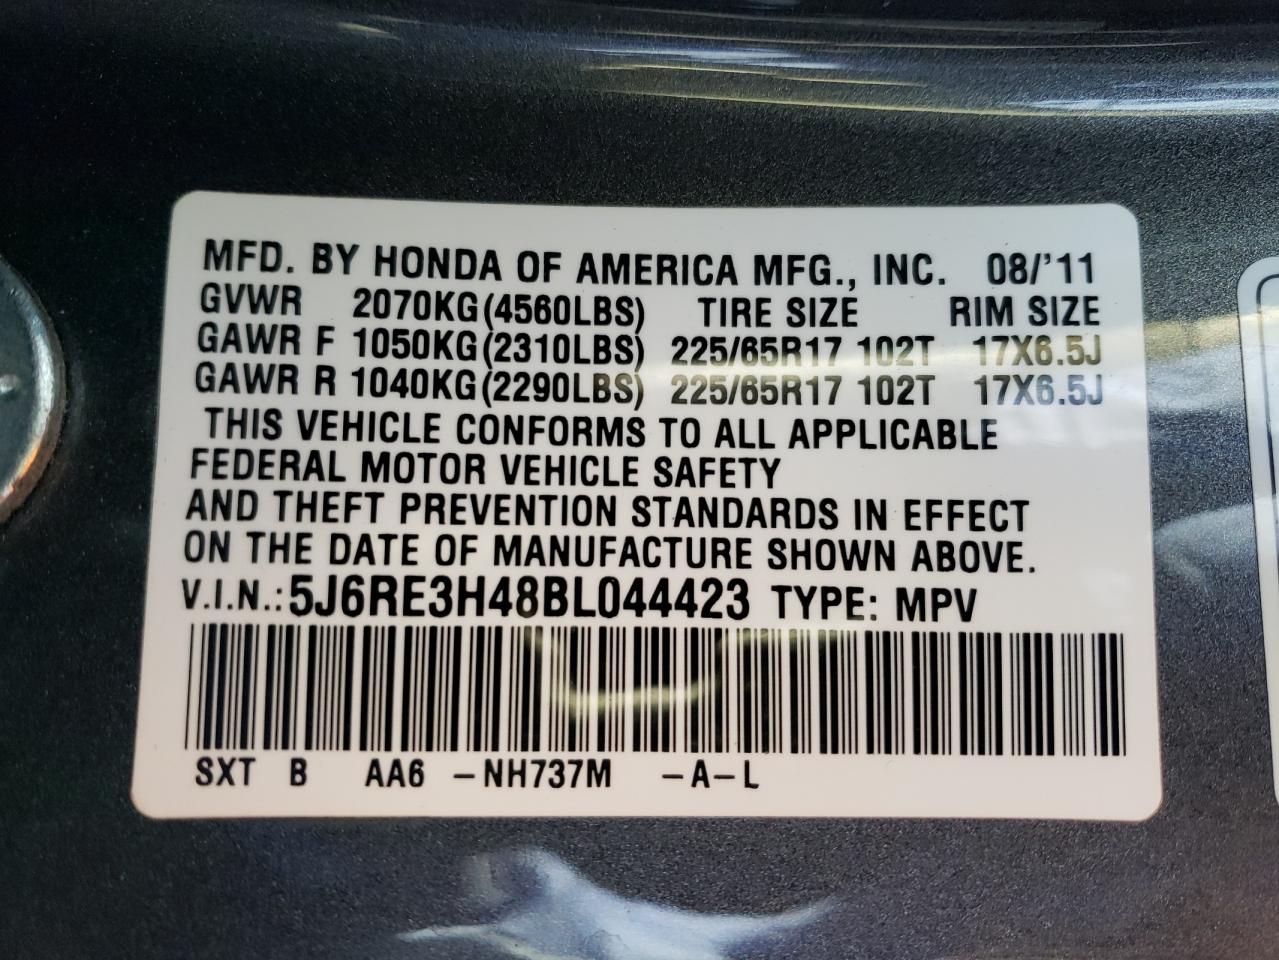 MFD. BY HONDA OF AMERICA MFG., INC. 08/'11
GVWR 2070KG(4560LBS) TIRE SIZE RIM SIZE
GAWR F 1050KG(2310LBS) 225/65R17 102T 17X6.5J
GAWR R 1040KG(2290LBS) 225/65R17 102T 17X6.5J
THIS VEHICLE CONFORMS TO ALL APPLICABLE
FEDERAL MOTOR VEHICLE SAFETY
AND THEFT PREVENTION STANDARDS IN EFFECT
ON THE DATE OF MANUFACTURE SHOWN ABOVE.
V.I.N.:5J6RE3H48BL044423 TYPE: MPV
SXT B AA6 -NH737M -A-L